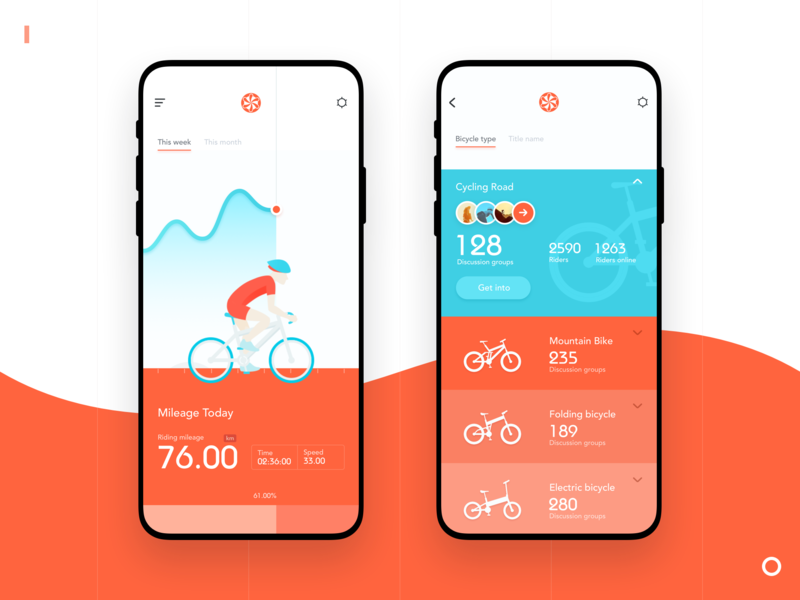 This week
This month
Mileage Today
Riding mileage
km
76.00
Time
02:36:00
Speed
33.00
61.00%
Bicycle type
Title name
Cycling Road
128
Discussion groups
2590
Riders
1263
Riders online
Get into
Mountain Bike
235
Discussion groups
Folding bicycle
189
Discussion groups
Electric bicycle
280
Discussion groups